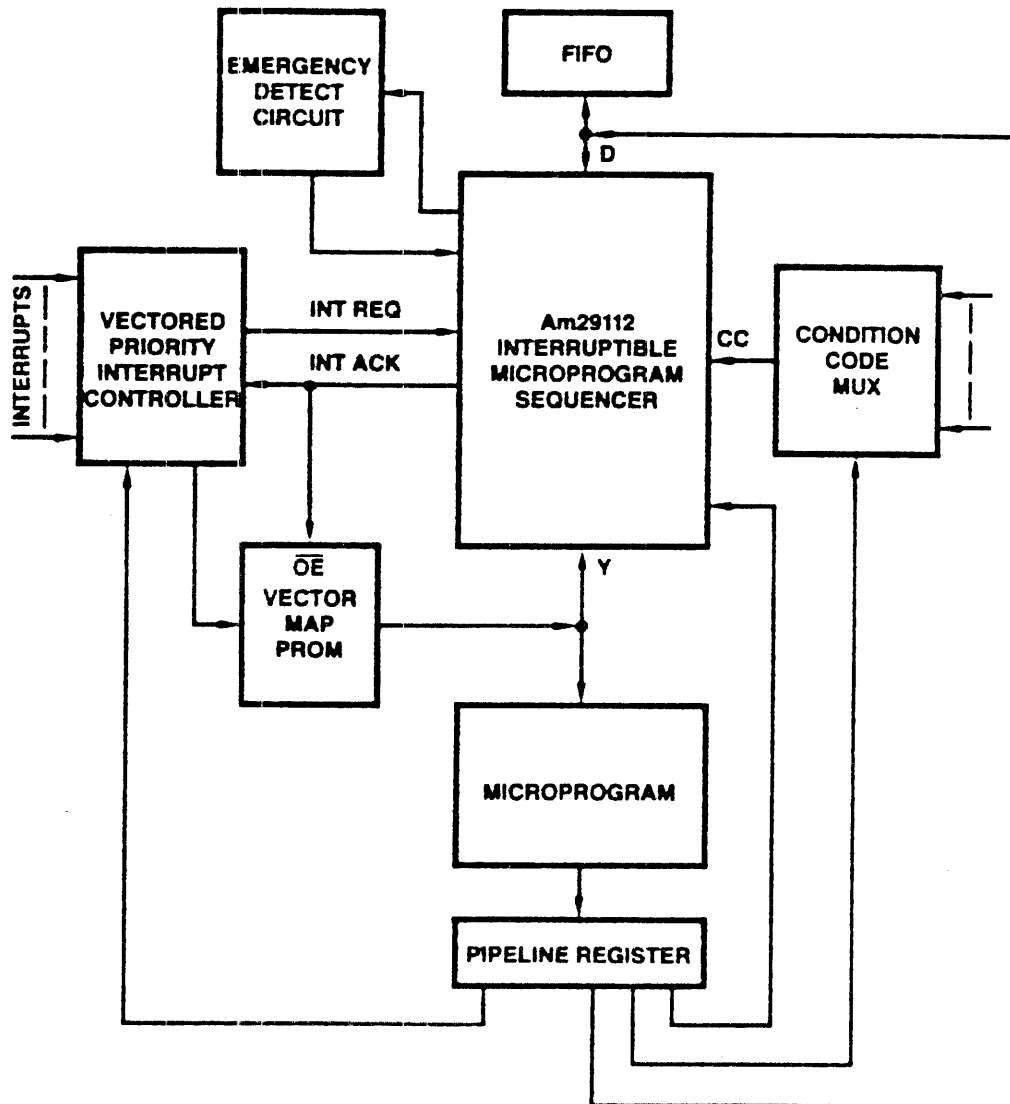 EMERGENCY
DETECT
CIRCUIT
FIFO
D
INTERRUPTS
VECTORED
PRIORITY
INTERRUPT
CONTROLLER
INT REQ
INT ACK
Am29112
INTERRUPTIBLE
MICROPROGRAM
SEQUENCER
CC
CONDITION
CODE
MUX
OE
VECTOR
MAP
PROM
Y
MICROPROGRAM
PIPELINE REGISTER